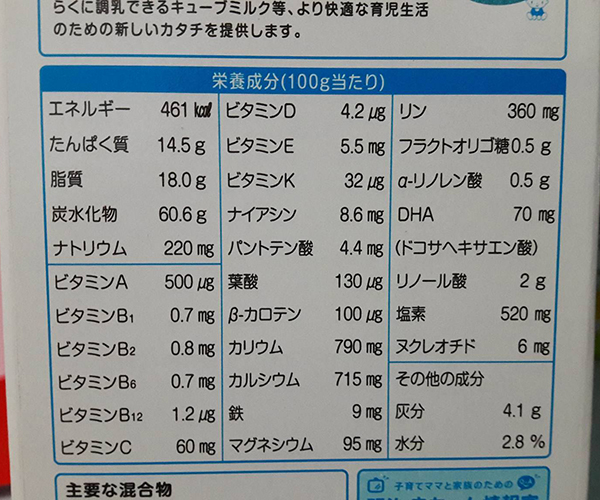 らくに調乳できるキューブミルク等、より快適な育児生活
のための新しいカタチを提供します。
栄養成分(100g当たり)
エネルギー 461 kcal
たんぱく質 14.5 g
脂質 18.0 g
炭水化物 60.6 g
ナトリウム 220 mg
ビタミンA 500 μg
ビタミンB1 0.7 mg
ビタミンB2 0.8 mg
ビタミンB6 0.7 mg
ビタミンB12 1.2 μg
ビタミンC 60 mg
ビタミンD 4.2 μg
ビタミンE 5.5 mg
ビタミンK 32 μg
ナイアシン 8.6 mg
パントテン酸 4.4 mg
葉酸 130 μg
β-カロテン 100 μg
カリウム 790 mg
カルシウム 715 mg
鉄 9 mg
マグネシウム 95 mg
リン 360 mg
フラクトオリゴ糖 0.5 g
α-リノレン酸 0.5 g
DHA 70 mg
(ドコサヘキサエン酸)
リノール酸 2 g
塩素 520 mg
ヌクレオチド 6 mg
その他の成分
灰分 4.1 g
水分 2.8 %
主要な混合物
子育てママと家族のための